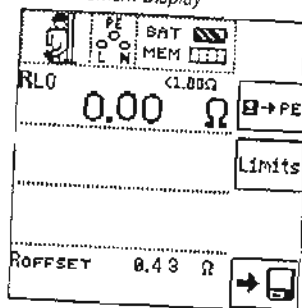 Display
PE
L N
BAT
MEM
RLO <1.00Ω
0.00 Ω
→ PE
Limits
ROFFSET 0.43 Ω